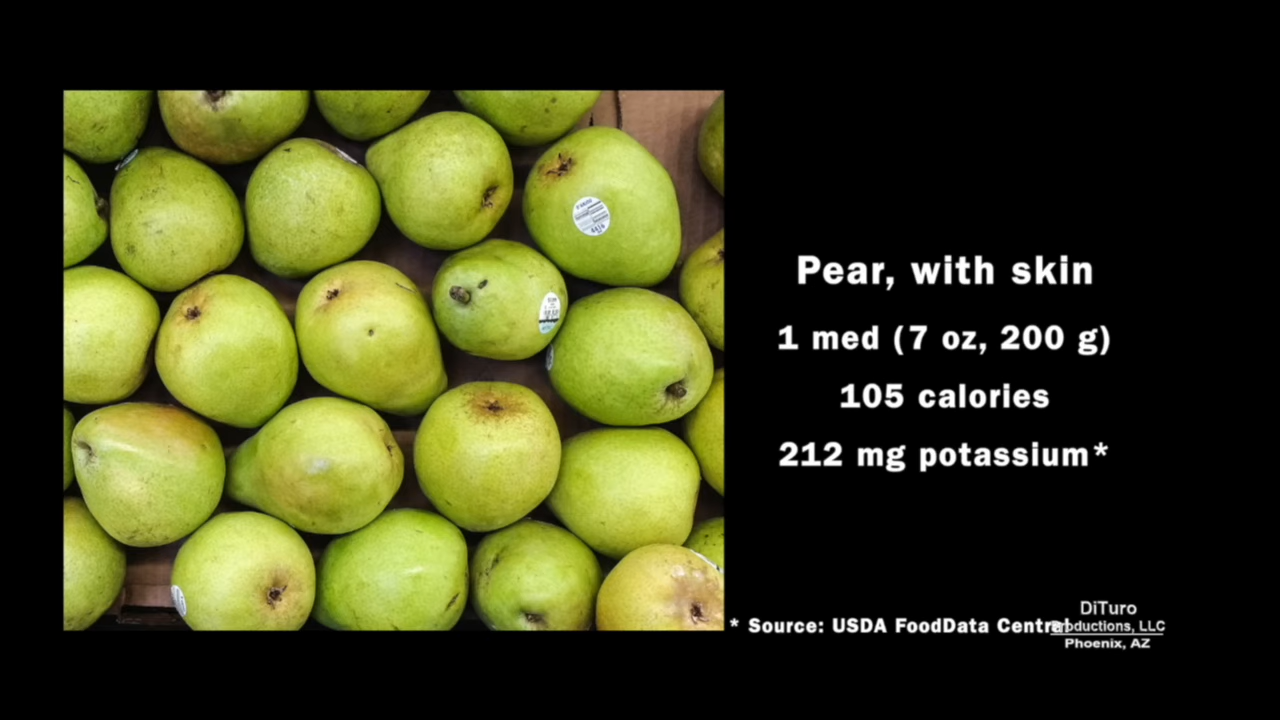 Pear, with skin
1 med (7 oz, 200 g)
105 calories
212 mg potassium*
* Source: USDA FoodData Central
DiTuro
Productions, LLC
Phoenix, AZ